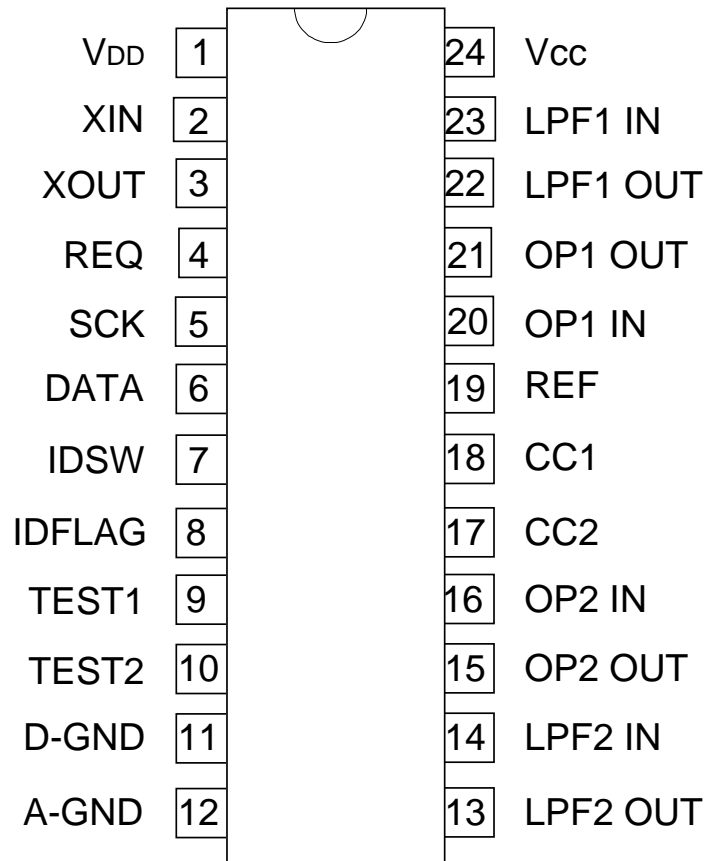 VDD 1 24 Vcc
XIN 2 23 LPF1 IN
XOUT 3 22 LPF1 OUT
REQ 4 21 OP1 OUT
SCK 5 20 OP1 IN
DATA 6 19 REF
IDSW 7 18 CC1
IDFLAG 8 17 CC2
TEST1 9 16 OP2 IN
TEST2 10 15 OP2 OUT
D-GND 11 14 LPF2 IN
A-GND 12 13 LPF2 OUT